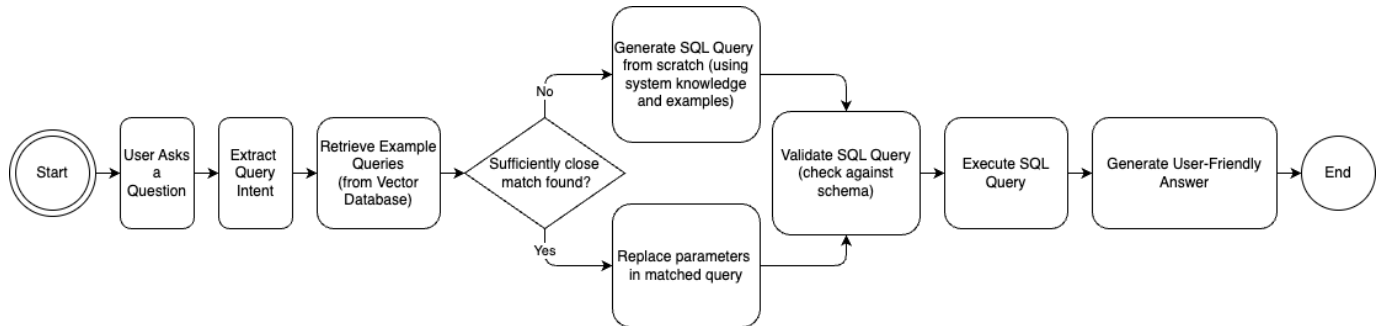 Start
User Asks
a
Question
Extract
Query
Intent
Retrieve Example
Queries
(from Vector
Database)
Sufficiently close
match found?
No
Generate SQL Query
from scratch (using
system knowledge
and examples)
Yes
Replace parameters
in matched query
Validate SQL Query
(check against
schema)
Execute SQL
Query
Generate User-Friendly
Answer
End